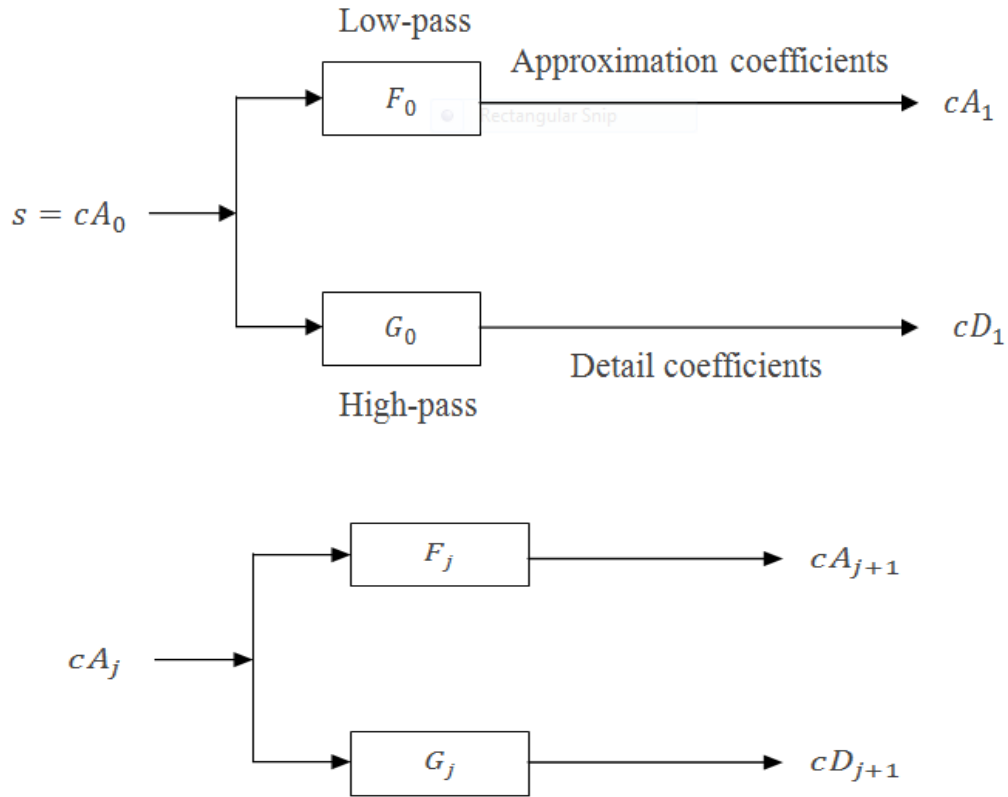 Low-pass
Approximation coefficients
F₀
Rectangular Snip
cA₁
s = cA₀
G₀
cD₁
Detail coefficients
High-pass
Fⱼ
cAⱼ₊₁
cAⱼ
Gⱼ
cDⱼ₊₁